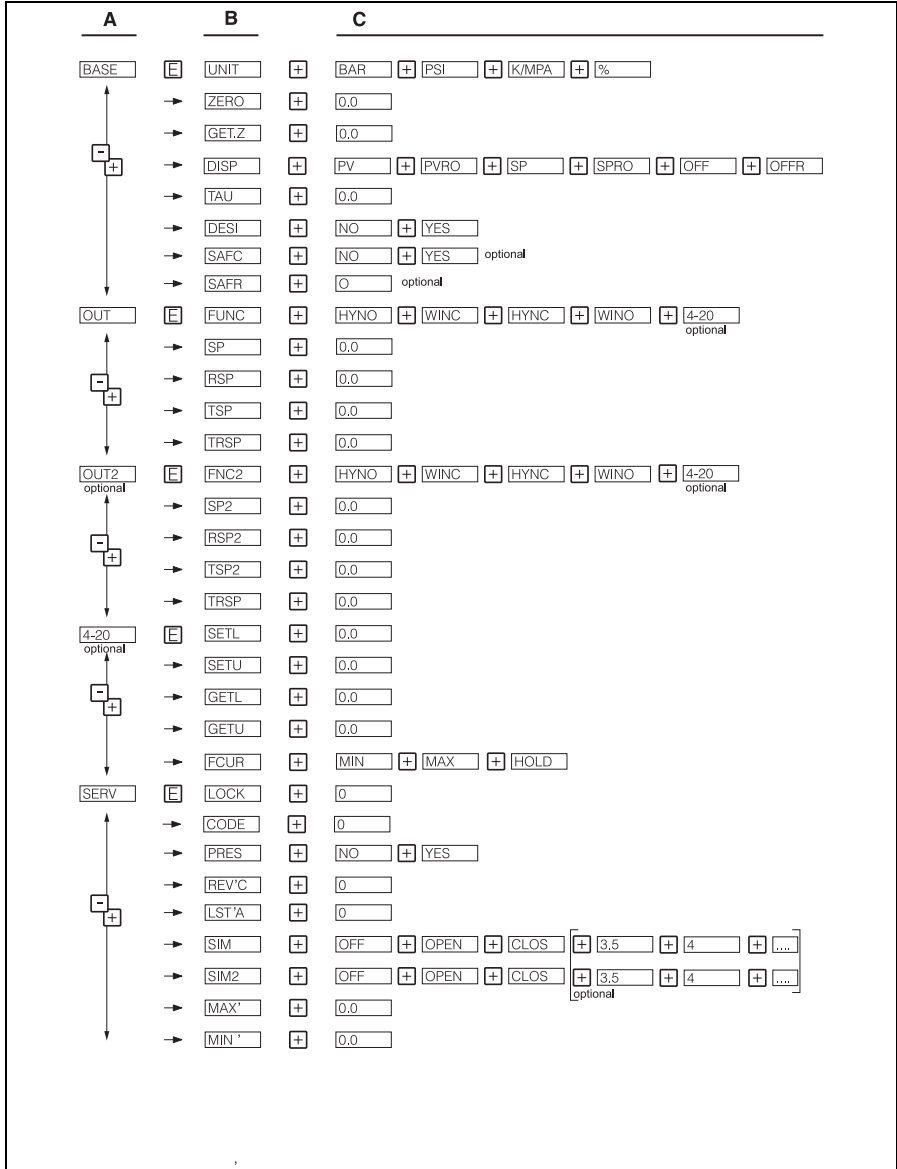 A B C
BASE E UNIT + BAR + PSI + K/MPA + %
ZERO + 0.0
GET.Z + 0.0
- + DISP + PV + PVRO + SP + SPRO + OFF + OFFR
TAU + 0.0
DESI + NO + YES
SAFC + NO + YES optional
SAFR + O optional
OUT E FUNC + HYNO + WINC + HYNC + WINO + 4-20
optional
SP + 0.0
- + RSP + 0.0
TSP + 0.0
TRSP + 0.0
OUT2 E FNC2 + HYNO + WINC + HYNC + WINO + 4-20
optional optional
SP2 + 0.0
- + RSP2 + 0.0
TSP2 + 0.0
TRSP + 0.0
4-20 E SETL + 0.0
optional
SETU + 0.0
- + GETL + 0.0
GETU + 0.0
FCUR + MIN + MAX + HOLD
SERV E LOCK + 0
CODE + 0
PRES + NO + YES
REV'C + 0
- + LST'A + 0
SIM + OFF + OPEN + CLOS + 3.5 + 4 + ....
SIM2 + OFF + OPEN + CLOS + 3.5 + 4 + ....
optional
MAX' + 0.0
MIN ' + 0.0